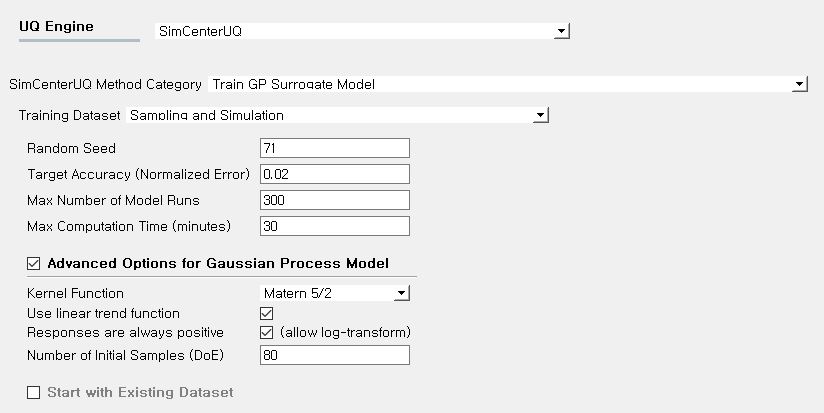 UQ Engine SimCenterUQ
SimCenterUQ Method Category Train GP Surrogate Model
Training Dataset Sampling and Simulation
Random Seed 71
Target Accuracy (Normalized Error) 0.02
Max Number of Model Runs 300
Max Computation Time (minutes) 30
Advanced Options for Gaussian Process Model
Kernel Function Matern 5/2
Use linear trend function
Responses are always positive (allow log-transform)
Number of Initial Samples (DoE) 80
Start with Existing Dataset